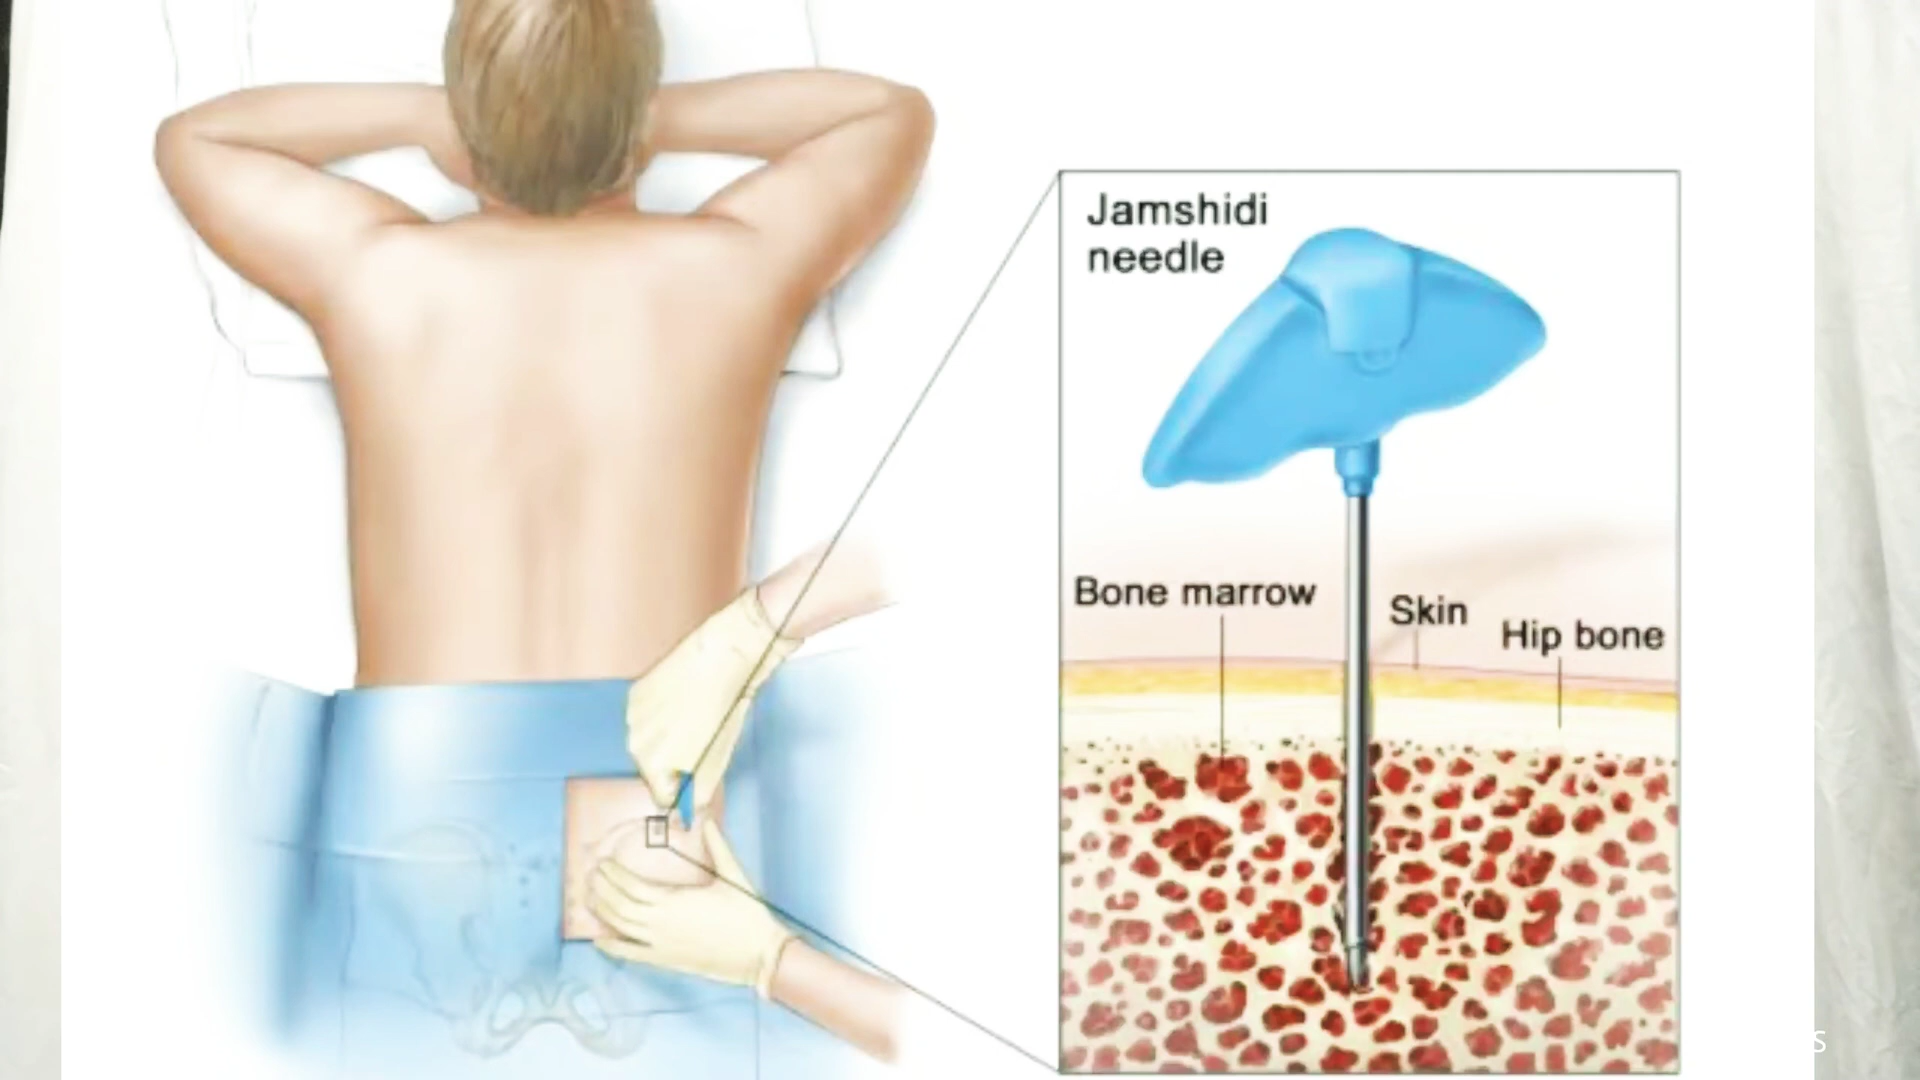 Jamshidi
needle
Bone marrow
Skin
Hip bone
S